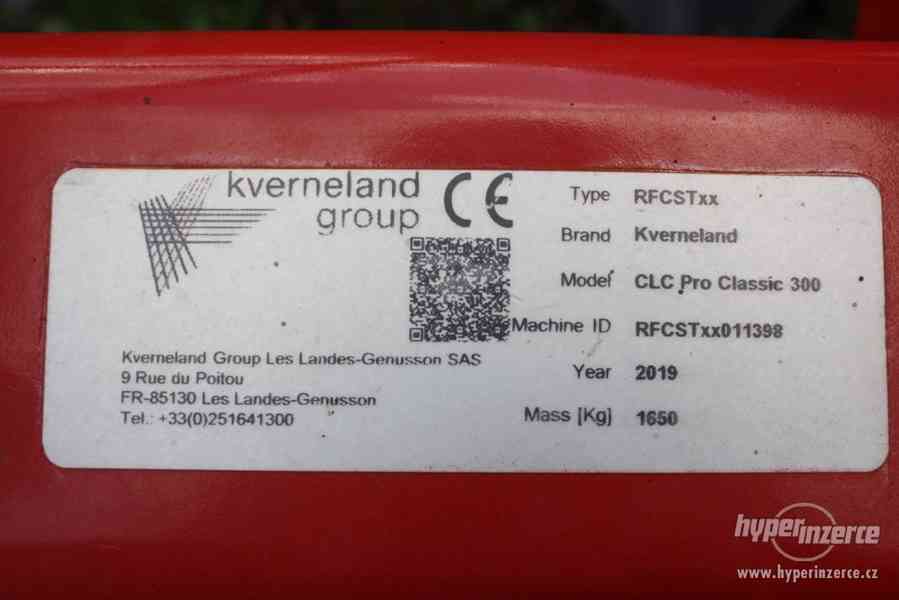 kverneland
group
CE
Type RFCSTxx
Brand Kverneland
Model CLC Pro Classic 300
Machine ID RFCSTxx011398
Year 2019
Mass [Kg] 1650
Kverneland Group Les Landes-Genusson SAS
9 Rue du Poitou
FR-85130 Les Landes-Genusson
Tel.: +33(0)251641300
hyperinzerce
www.hyperinzerce.cz